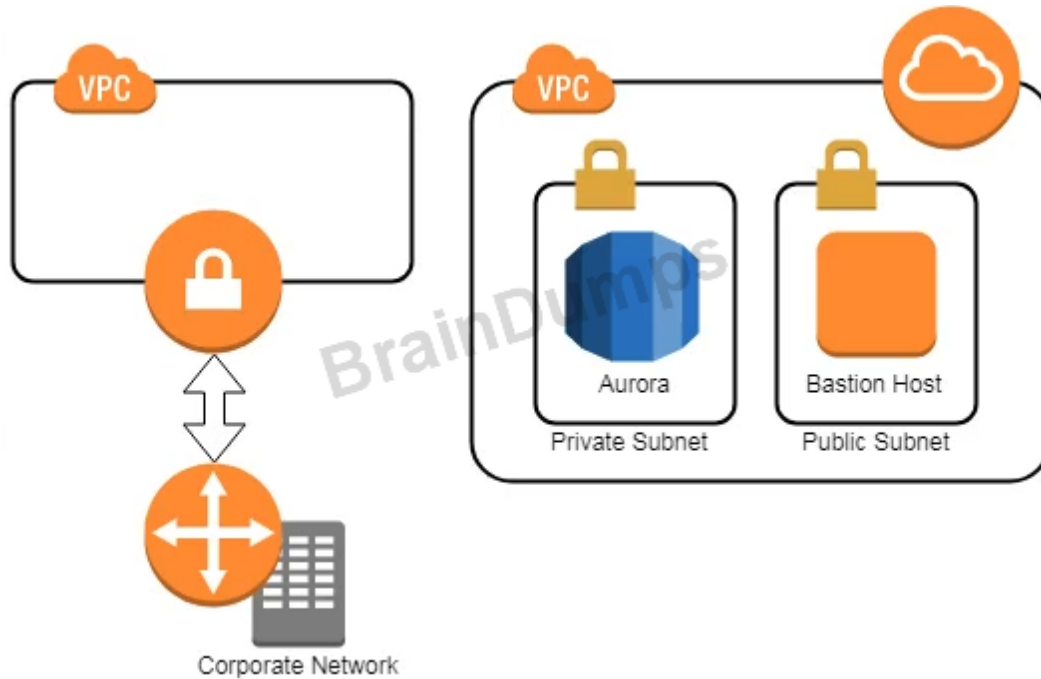 VPC
VPC
BrainDumps
Aurora
Bastion Host
Private Subnet
Public Subnet
Corporate Network